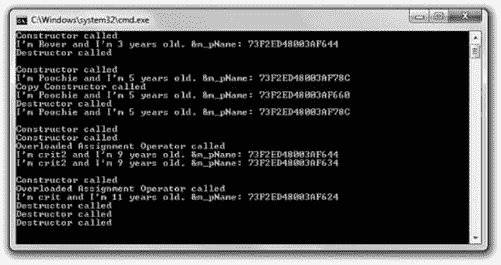 C:\Windows\system32\cmd.exe
Constructor called
I'm Rover and I'm 3 years old. &m_pName: 73F2ED48003AF644
Destructor called
Constructor called
I'm Poochie and I'm 5 years old. &m_pName: 73F2ED48003AF78C
Copy Constructor called
I'm Poochie and I'm 5 years old. &m_pName: 73F2ED48003AF660
Destructor called
I'm Poochie and I'm 5 years old. &m_pName: 73F2ED48003AF78C
Constructor called
Constructor called
Overloaded Assignment Operator called
I'm crit2 and I'm 9 years old. &m_pName: 73F2ED48003AF644
I'm crit2 and I'm 9 years old. &m_pName: 73F2ED48003AF634
Constructor called
Overloaded Assignment Operator called
I'm crit and I'm 11 years old. &m_pName: 73F2ED48003AF624
Destructor called
Destructor called
Destructor called